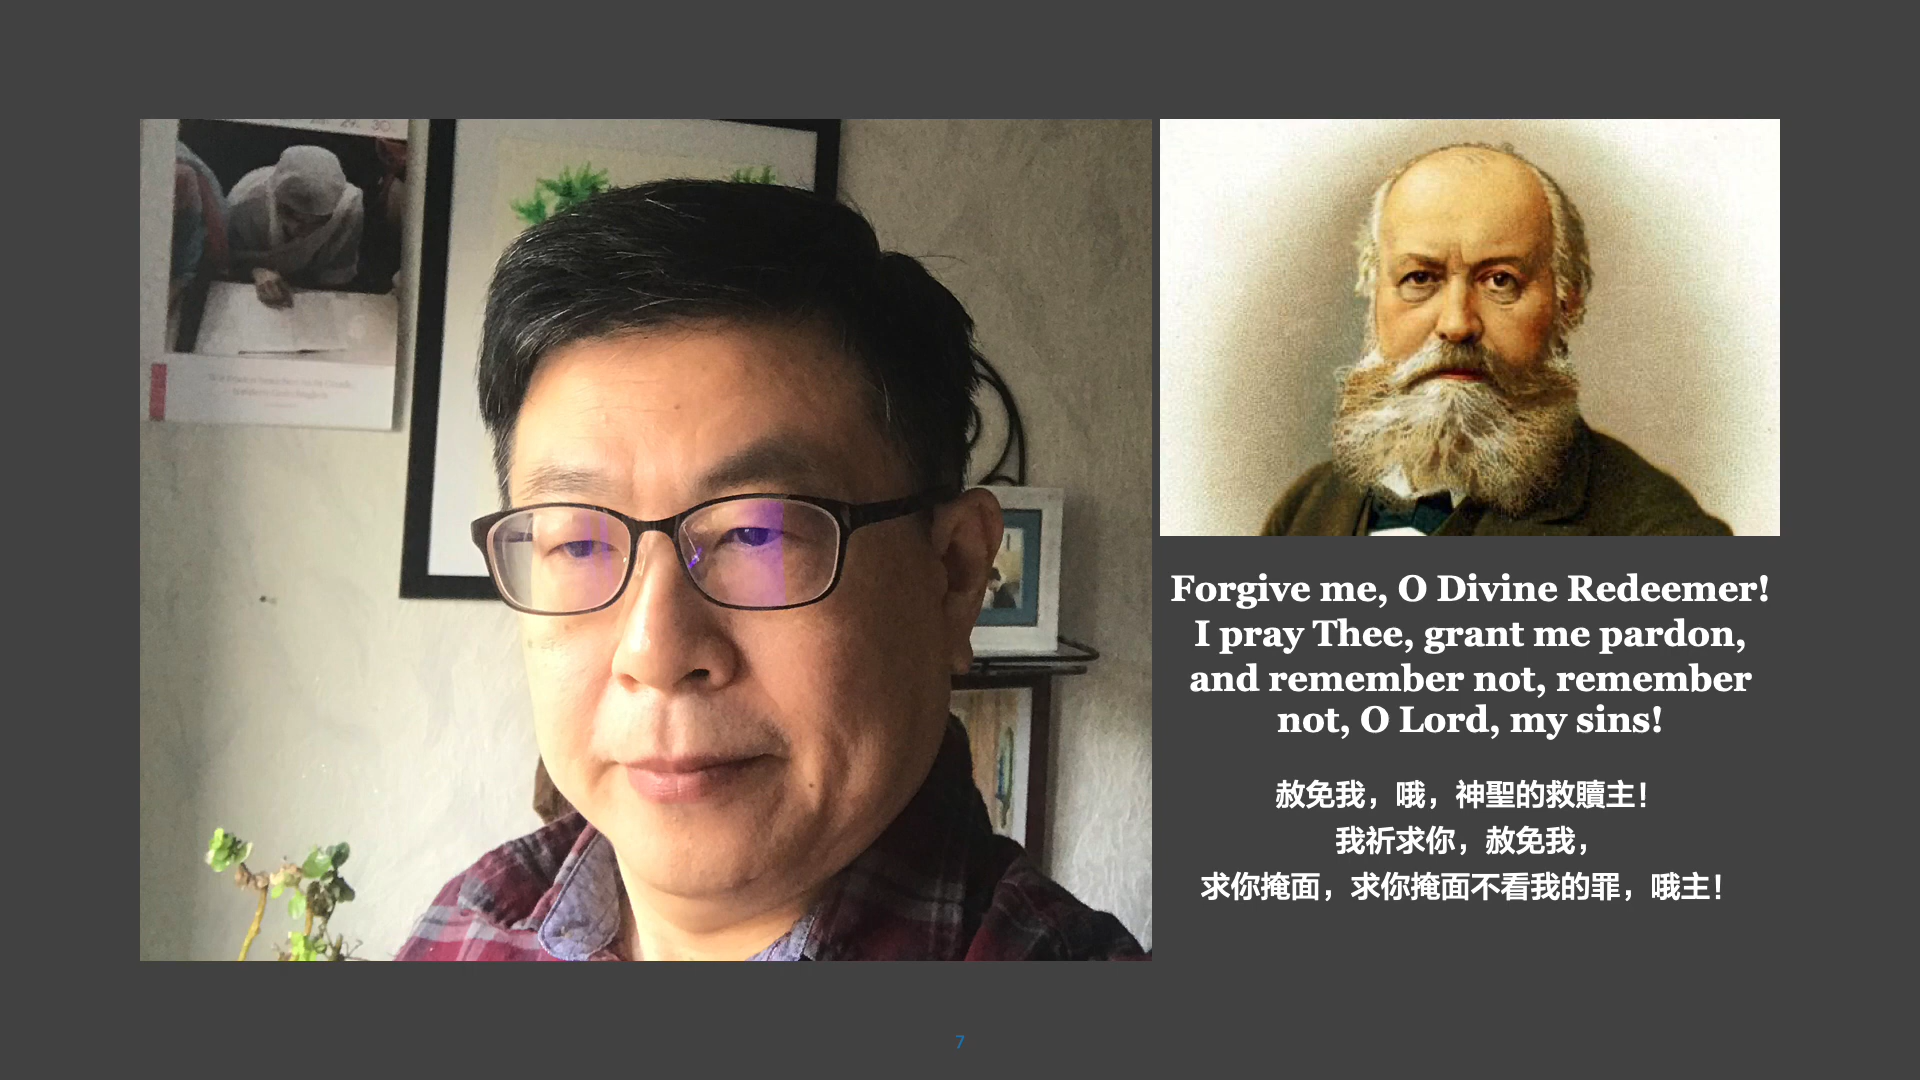 29 30
Forgive me, O Divine Redeemer!
I pray Thee, grant me pardon,
and remember not, remember
not, O Lord, my sins!
赦免我，哦，神聖的救贖主！
我祈求你，赦免我，
求你掩面，求你掩面不看我的罪，哦主！
7